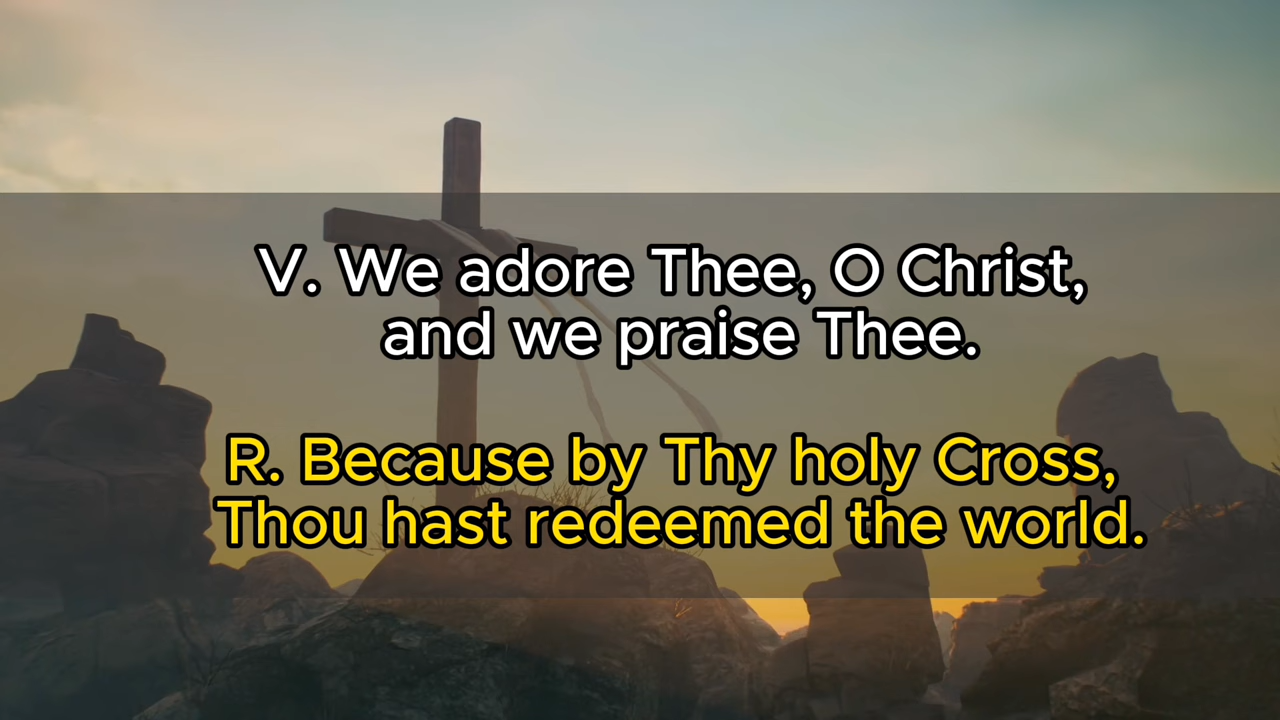 V. We adore Thee, O Christ,
and we praise Thee.
R. Because by Thy holy Cross,
Thou hast redeemed the world.